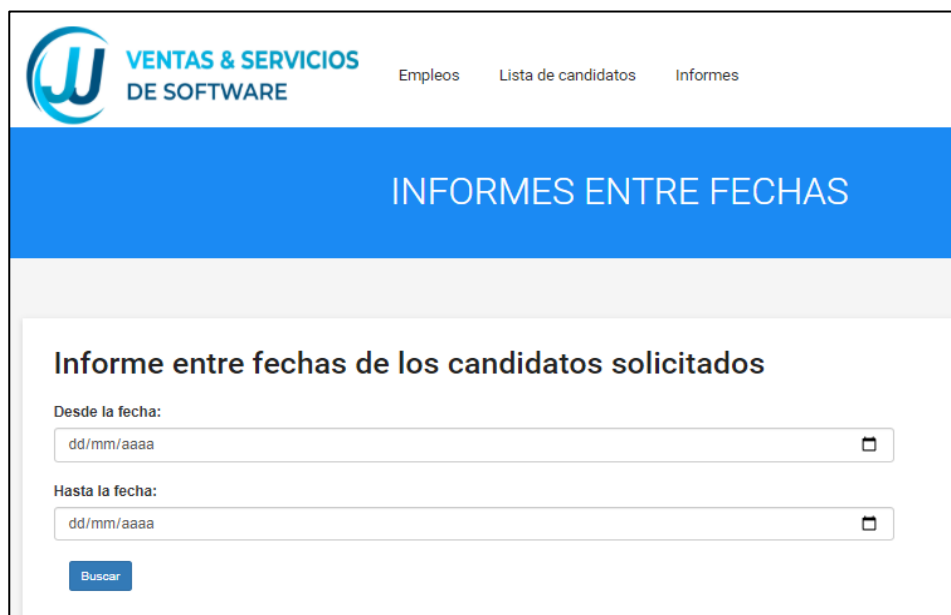 JJ
VENTAS & SERVICIOS
DE SOFTWARE
Empleos Lista de candidatos Informes
INFORMES ENTRE FECHAS
Informe entre fechas de los candidatos solicitados
Desde la fecha:
dd/mm/aaaa
Hasta la fecha:
dd/mm/aaaa
Buscar